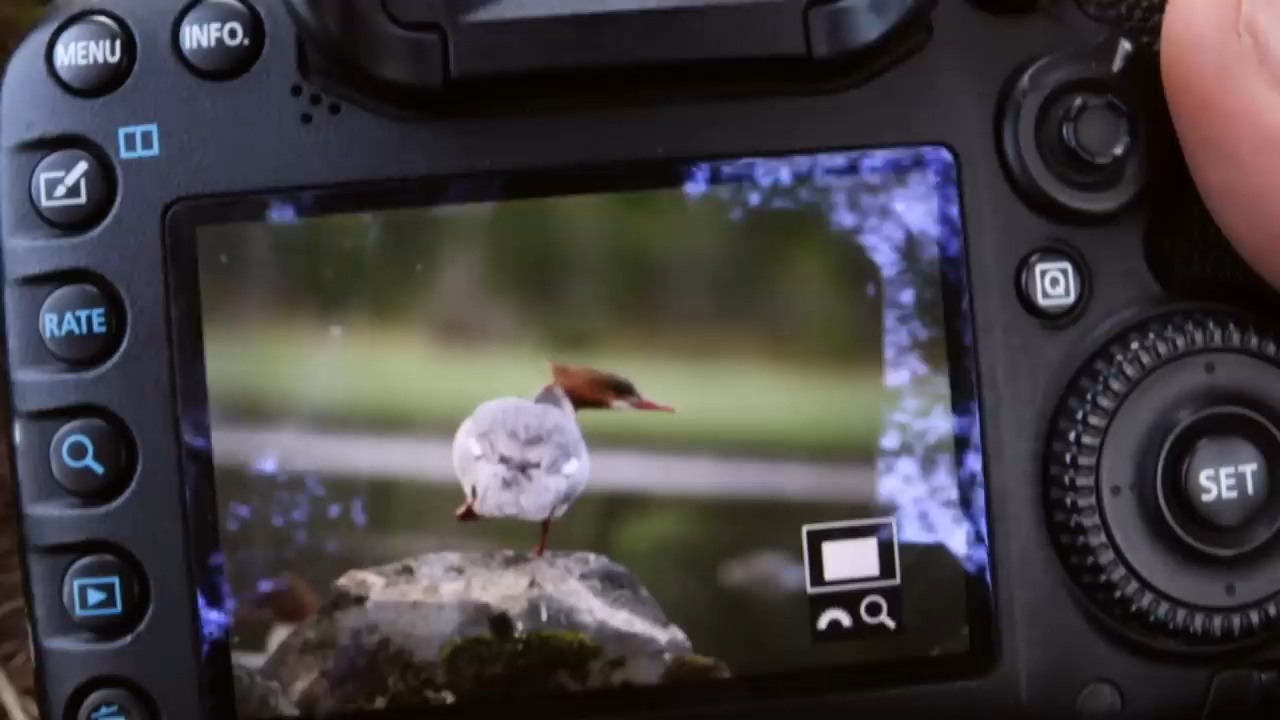 MENU
INFO.
RATE
Q
SET